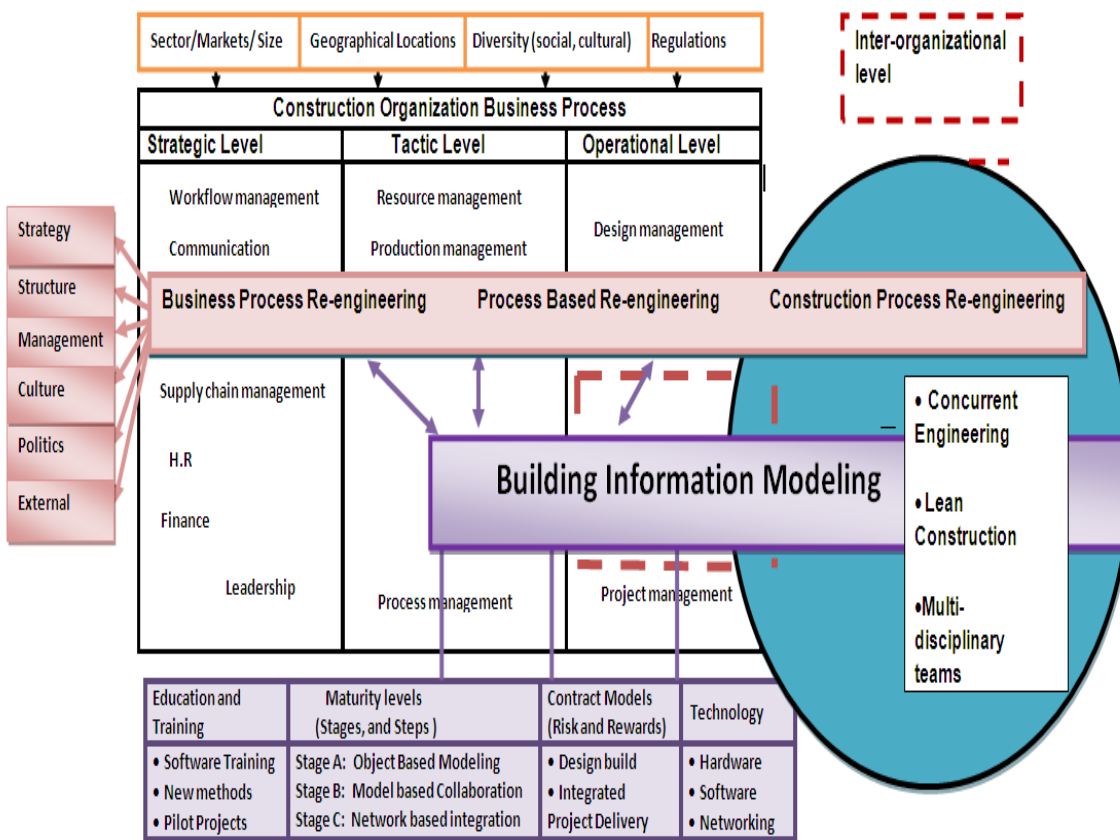 Sector/Markets/ Size
Geographical Locations
Diversity (social, cultural)
Regulations
Inter-organizational
level
Construction Organization Business Process
Strategic Level
Tactic Level
Operational Level
Workflow management
Resource management
Communication
Production management
Design management
Strategy
Structure
Management
Culture
Politics
External
Business Process Re-engineering
Process Based Re-engineering
Construction Process Re-engineering
Supply chain management
H.R
Finance
Leadership
Process management
Project management
Building Information Modeling
• Concurrent
Engineering
• Lean
Construction
•Multi-
disciplinary
teams
Education and
Training
• Software Training
• New methods
• Pilot Projects
Maturity levels
(Stages, and Steps )
Stage A: Object Based Modeling
Stage B: Model based Collaboration
Stage C: Network based integration
Contract Models
(Risk and Rewards)
• Design build
• Integrated
Project Delivery
Technology
• Hardware
• Software
• Networking